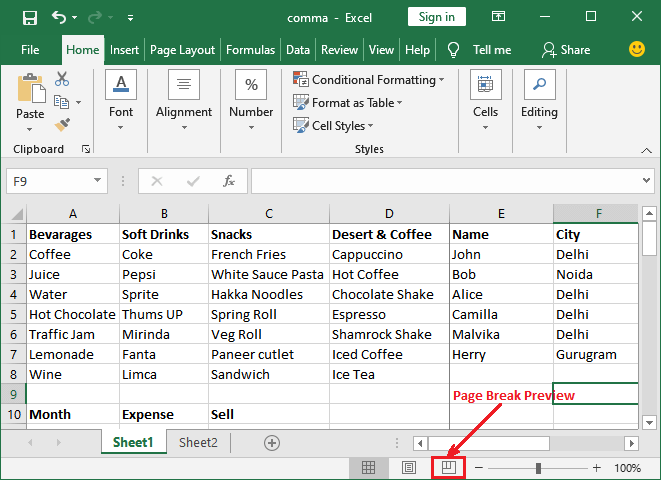 comma - Excel
Sign in
File Home Insert Page Layout Formulas Data Review View Help Tell me Share
Paste
Clipboard
A
Font
Alignment
%
Number
Conditional Formatting
Format as Table
Cell Styles
Styles
Cells
Editing
F9 fx
A B C D E F
1 Bevarages Soft Drinks Snacks Desert & Coffee Name City
2 Coffee Coke French Fries Cappuccino John Delhi
3 Juice Pepsi White Sauce Pasta Hot Coffee Bob Noida
4 Water Sprite Hakka Noodles Chocolate Shake Alice Delhi
5 Hot Chocolate Thums UP Spring Roll Espresso Camilla Delhi
6 Traffic Jam Mirinda Veg Roll Shamrock Shake Malvika Delhi
7 Lemonade Fanta Paneer cutlet Iced Coffee Herry Gurugram
8 Wine Limca Sandwich Ice Tea
9 Page Break Preview
10 Month Expense Sell
Sheet1 Sheet2
100%